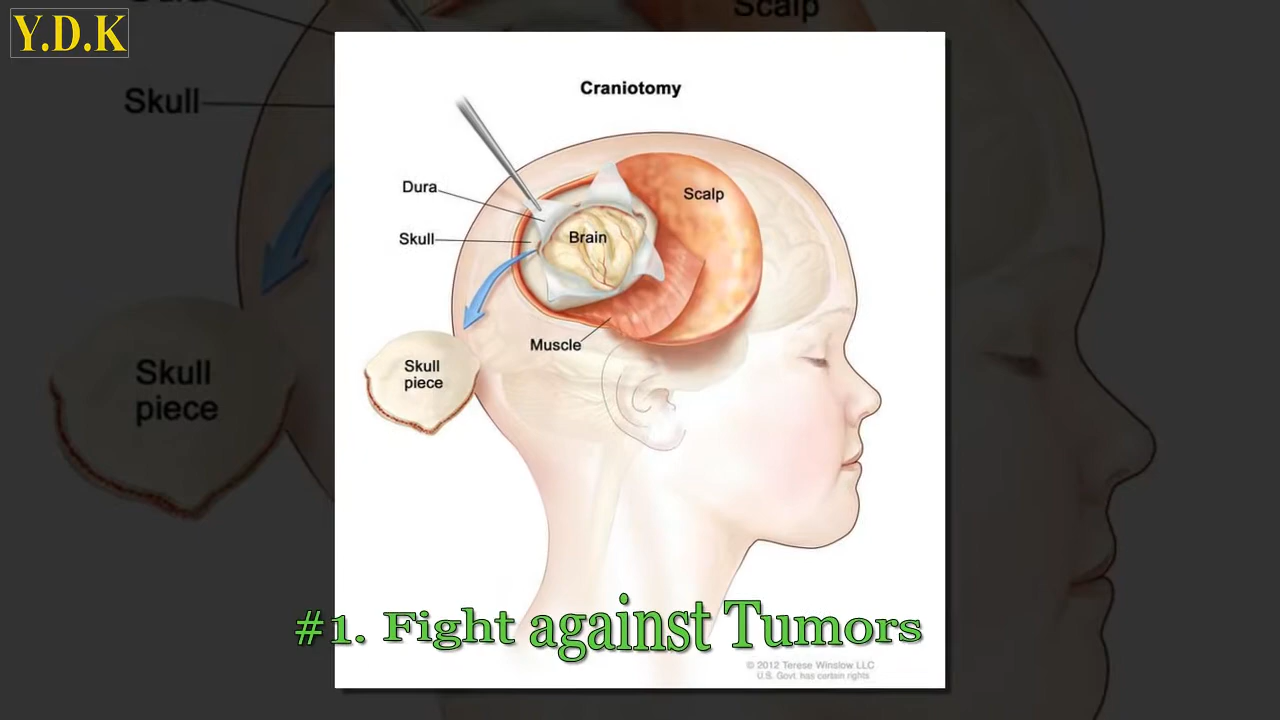 Y.D.K
Scalp
Skull
Skull
piece
Craniotomy
Dura
Scalp
Skull
Brain
Muscle
Skull
piece
#1. Fight against Tumors
© 2012 Terese Winslow LLC
U.S. Govt. has certain rights